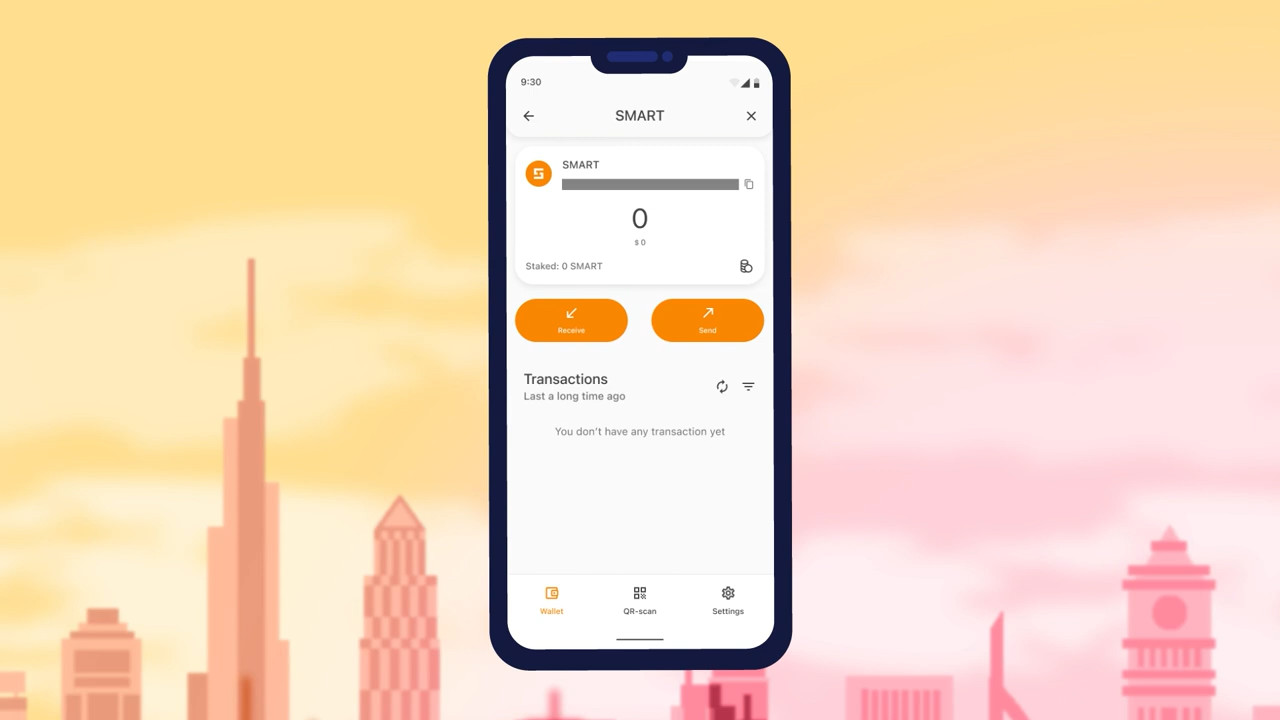 9:30
SMART
SMART
0
$ 0
Staked: 0 SMART
Receive
Send
Transactions
Last a long time ago
You don't have any transaction yet
Wallet
QR-scan
Settings